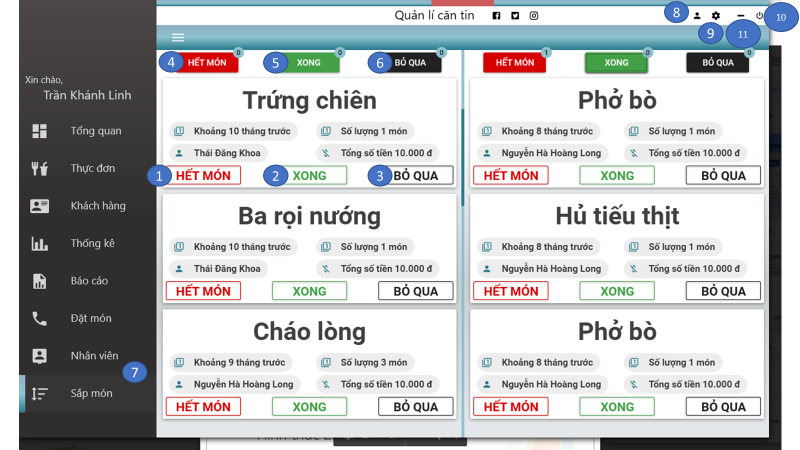 Quản lí căn tin
8
9
10
11
Xin chào,
Trần Khánh Linh
Tổng quan
Thực đơn
Khách hàng
Thống kê
Báo cáo
Đặt món
Nhân viên
7
Sắp món
4 HẾT MÓN 0
5 XONG 0
6 BỎ QUA 0
Trứng chiên
Khoảng 10 tháng trước Số lượng 1 món
Thái Đăng Khoa Tổng số tiền 10.000 đ
1 HẾT MÓN 2 XONG 3 BỎ QUA
Ba rọi nướng
Khoảng 10 tháng trước Số lượng 1 món
Thái Đăng Khoa Tổng số tiền 10.000 đ
HẾT MÓN XONG BỎ QUA
Cháo lòng
Khoảng 9 tháng trước Số lượng 3 món
Nguyễn Hà Hoàng Long Tổng số tiền 10.000 đ
HẾT MÓN XONG BỎ QUA
HẾT MÓN 1
XONG 0
BỎ QUA 0
Phở bò
Khoảng 8 tháng trước Số lượng 1 món
Nguyễn Hà Hoàng Long Tổng số tiền 10.000 đ
HẾT MÓN XONG BỎ QUA
Hủ tiếu thịt
Khoảng 8 tháng trước Số lượng 1 món
Nguyễn Hà Hoàng Long Tổng số tiền 10.000 đ
HẾT MÓN XONG BỎ QUA
Phở bò
Khoảng 8 tháng trước Số lượng 1 món
Nguyễn Hà Hoàng Long Tổng số tiền 10.000 đ
HẾT MÓN XONG BỎ QUA